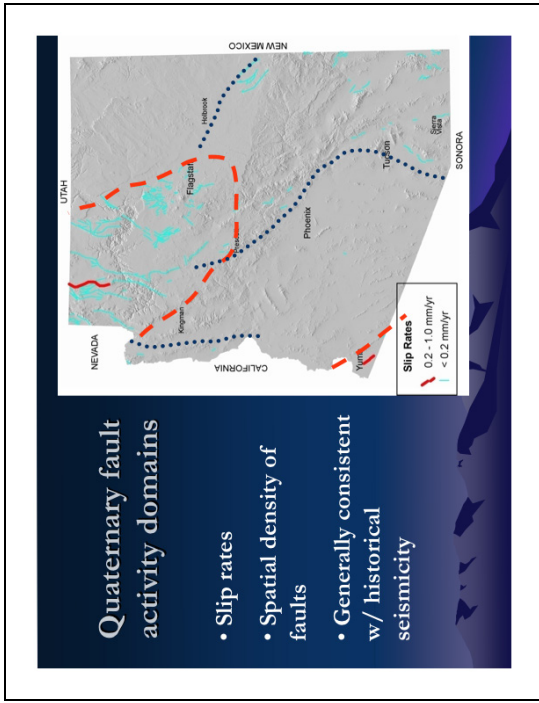 Quaternary fault
activity domains
• Slip rates
• Spatial density of
faults
• Generally consistent
w/ historical
seismicity
UTAH
NEVADA
NEW MEXICO
CALIFORNIA
SONORA
Flagstaf
Holbrook
Kingman
Phoenix
Tucson
Sierra
Vista
Yum
Slip Rates
0.2 - 1.0 mm/yr
< 0.2 mm/yr